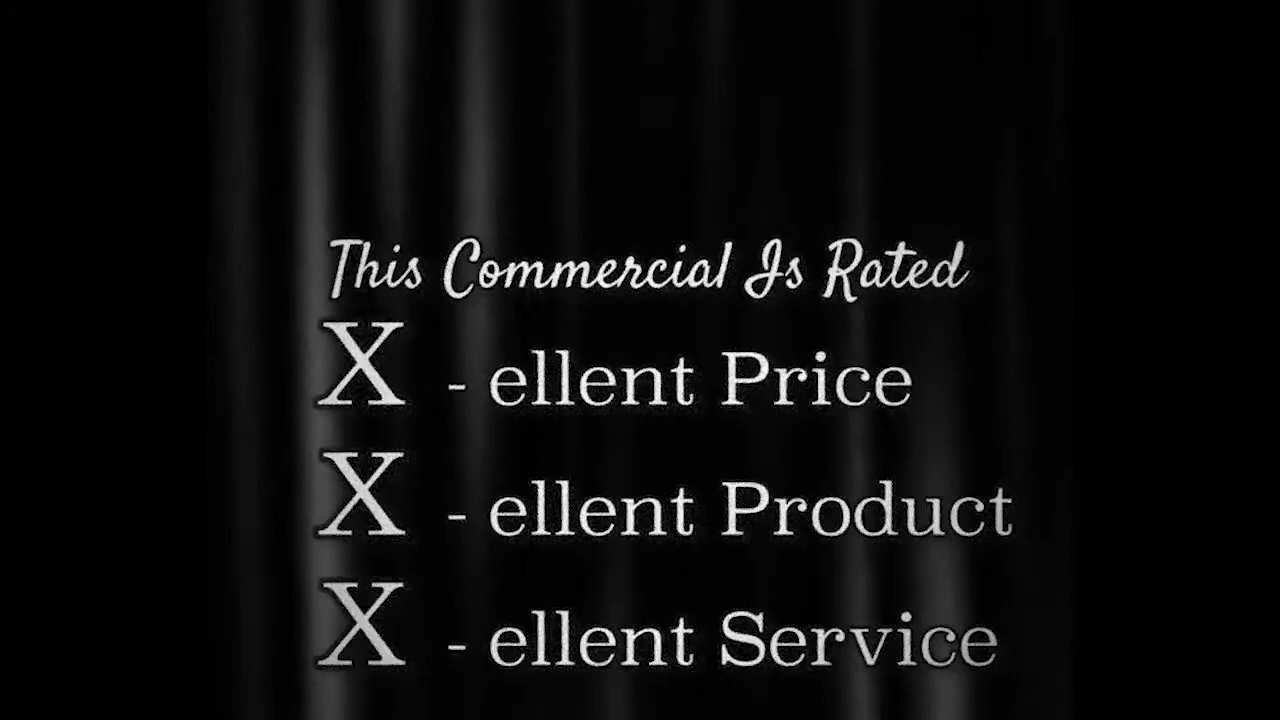 This Commercial Is Rated
X - ellent Price
X - ellent Product
X - ellent Service